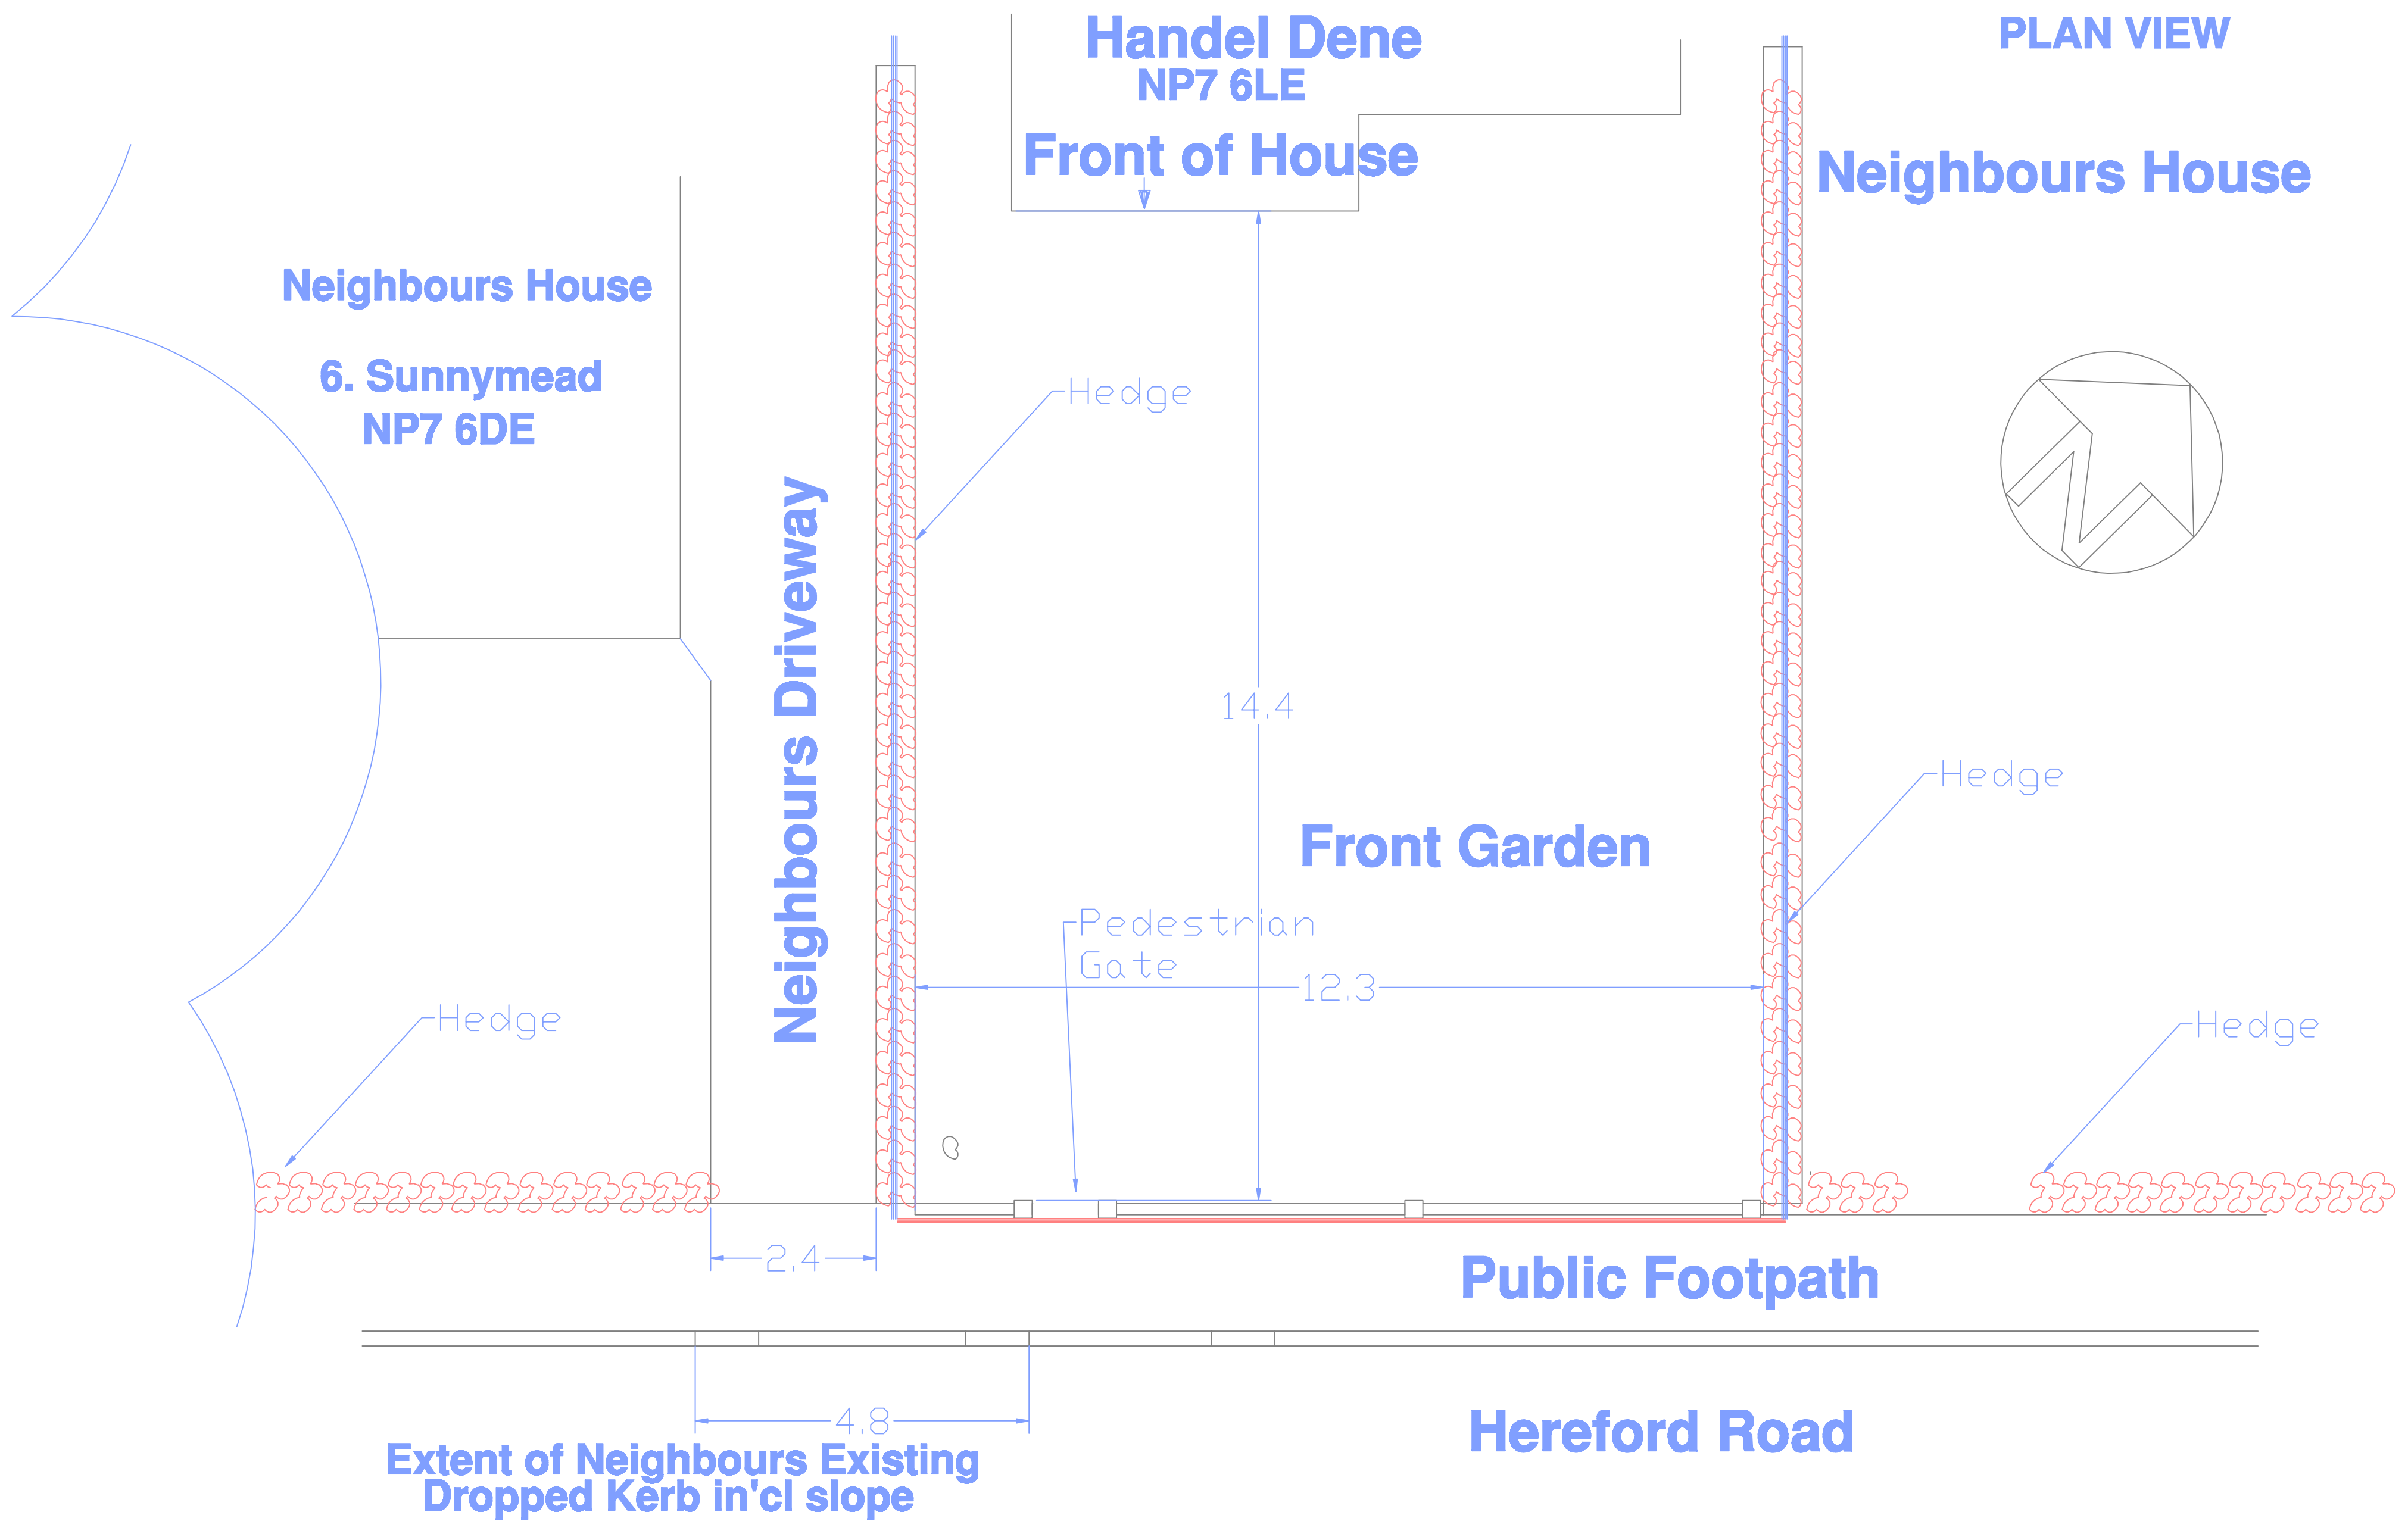 Handel Dene
NP7 6LE
Front of House
PLAN VIEW
Neighbours House
Neighbours House
6. Sunnymead
NP7 6DE
Hedge
N
Neighbours Driveway
14.4
Hedge
Front Garden
Pedestrian
Gate
12.3
Hedge
Hedge
2.4
Public Footpath
4.8
Hereford Road
Extent of Neighbours Existing
Dropped Kerb in'cl slope